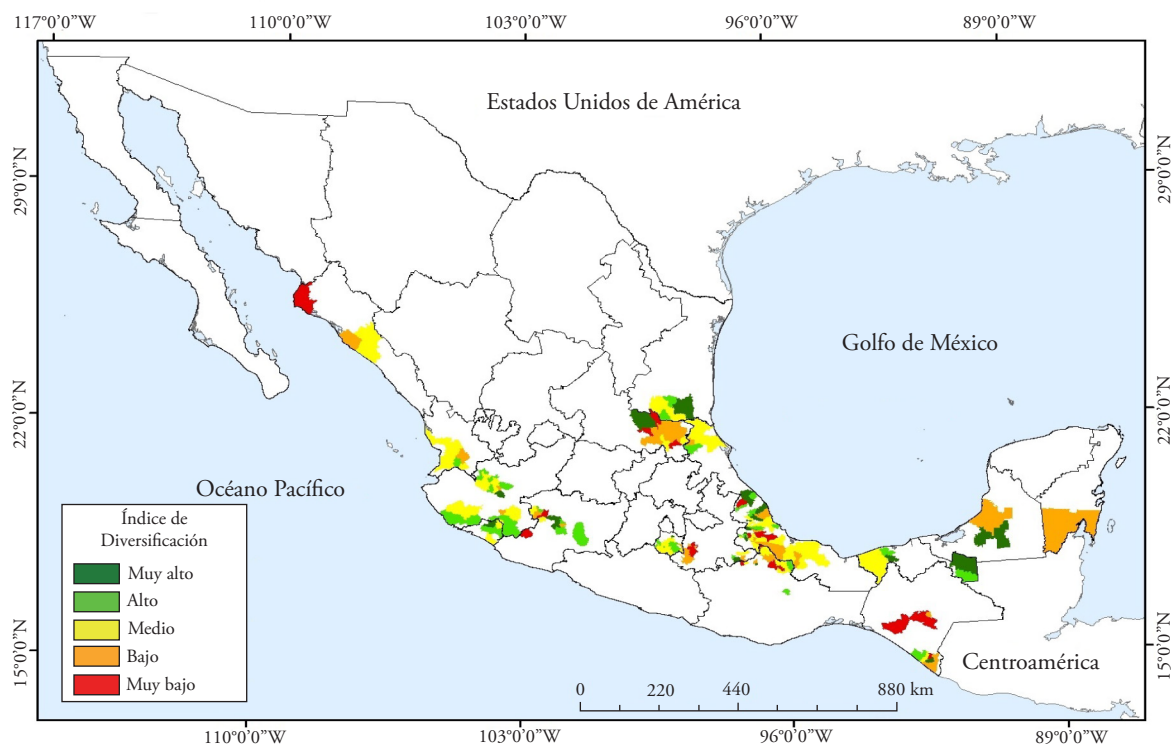 117°0'0”W
110°0'0”W
103°0'0”W
96°0'0”W
89°0'0”W
Estados Unidos de América
29°0'0”N
29°0'0”N
Golfo de México
22°0'0”N
22°0'0”N
Océano Pacífico
Índice de
Diversificación
Muy alto
Alto
Medio
Bajo
Muy bajo
15°0'0”N
15°0'0”N
Centroamérica
0
220
440
880 km
110°0'0”W
103°0'0”W
96°0'0”W
89°0'0”W